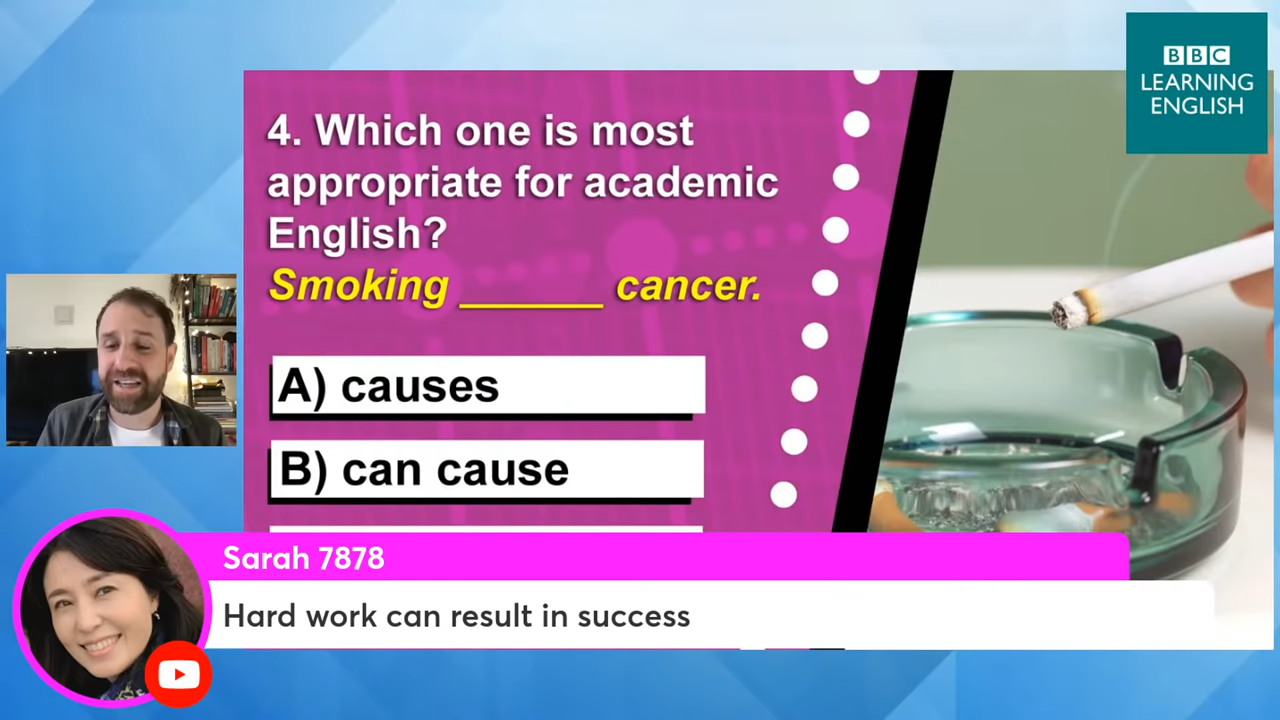 BBC
LEARNING
ENGLISH
4. Which one is most
appropriate for academic
English?
Smoking ______ cancer.
A) causes
B) can cause
Sarah 7878
Hard work can result in success